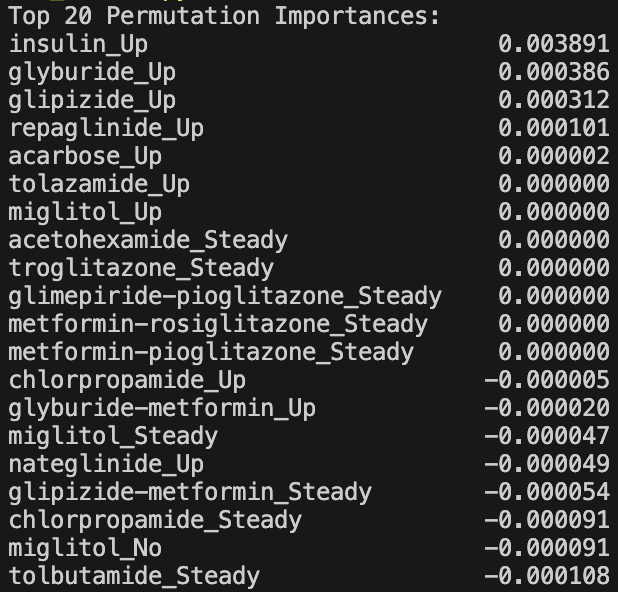 Top 20 Permutation Importances:
insulin_Up 0.003891
glyburide_Up 0.000386
glipizide_Up 0.000312
repaglinide_Up 0.000101
acarbose_Up 0.000002
tolazamide_Up 0.000000
miglitol_Up 0.000000
acetohexamide_Steady 0.000000
troglitazone_Steady 0.000000
glimepiride-pioglitazone_Steady 0.000000
metformin-rosiglitazone_Steady 0.000000
metformin-pioglitazone_Steady 0.000000
chlorpropamide_Up -0.000005
glyburide-metformin_Up -0.000020
miglitol_Steady -0.000047
nateglinide_Up -0.000049
glipizide-metformin_Steady -0.000054
chlorpropamide_Steady -0.000091
miglitol_No -0.000091
tolbutamide_Steady -0.000108